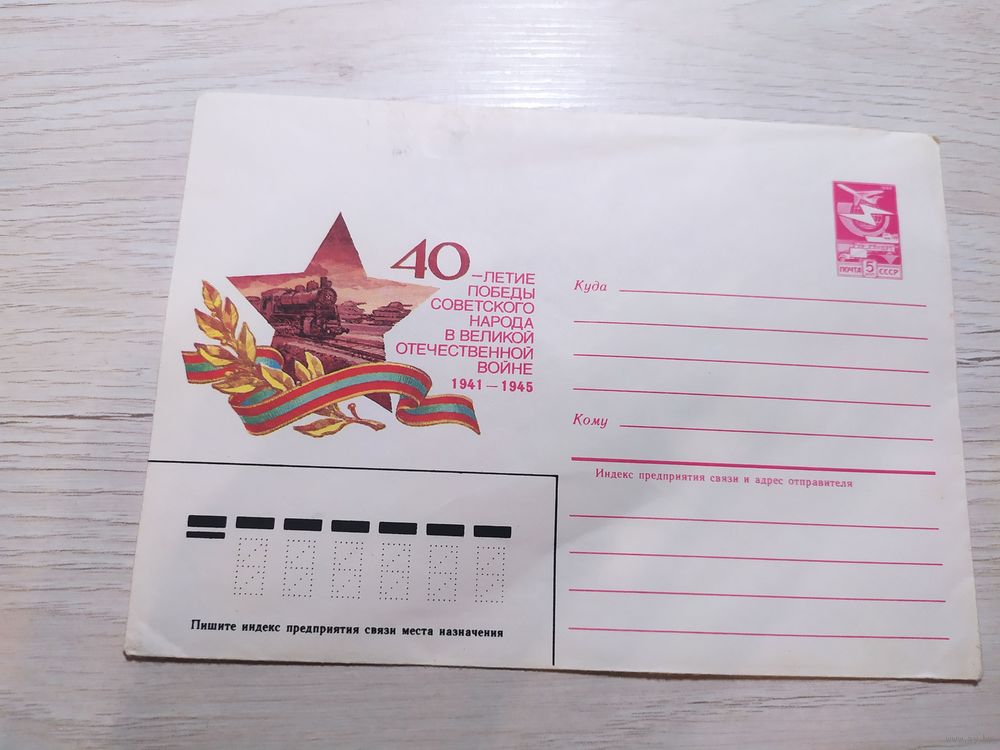 40
-ЛЕТИЕ
ПОБЕДЫ
СОВЕТСКОГО
НАРОДА
В ВЕЛИКОЙ
ОТЕЧЕСТВЕННОЙ
ВОЙНЕ
1941 — 1945
ПОЧТА 5 СССР
Куда
Кому
Индекс предприятия связи и адрес отправителя
Пишите индекс предприятия связи места назначения